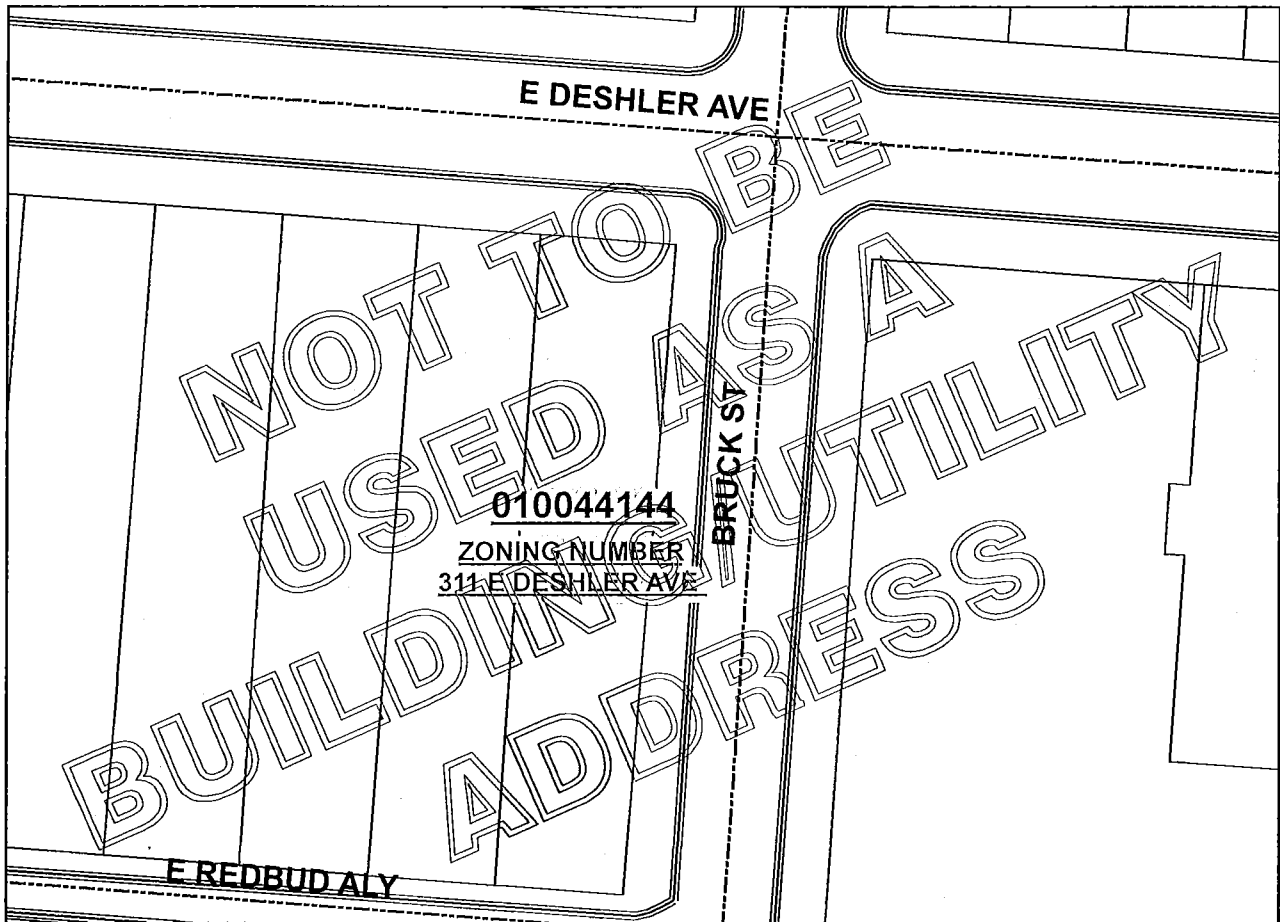 E DESHLER AVE
NOT TO BE
USED AS A
BUILDING / UTILITY
ADDRESS
BRUCK ST
010044144
ZONING NUMBER
311 E DESHLER AVE
E REDBUD ALY